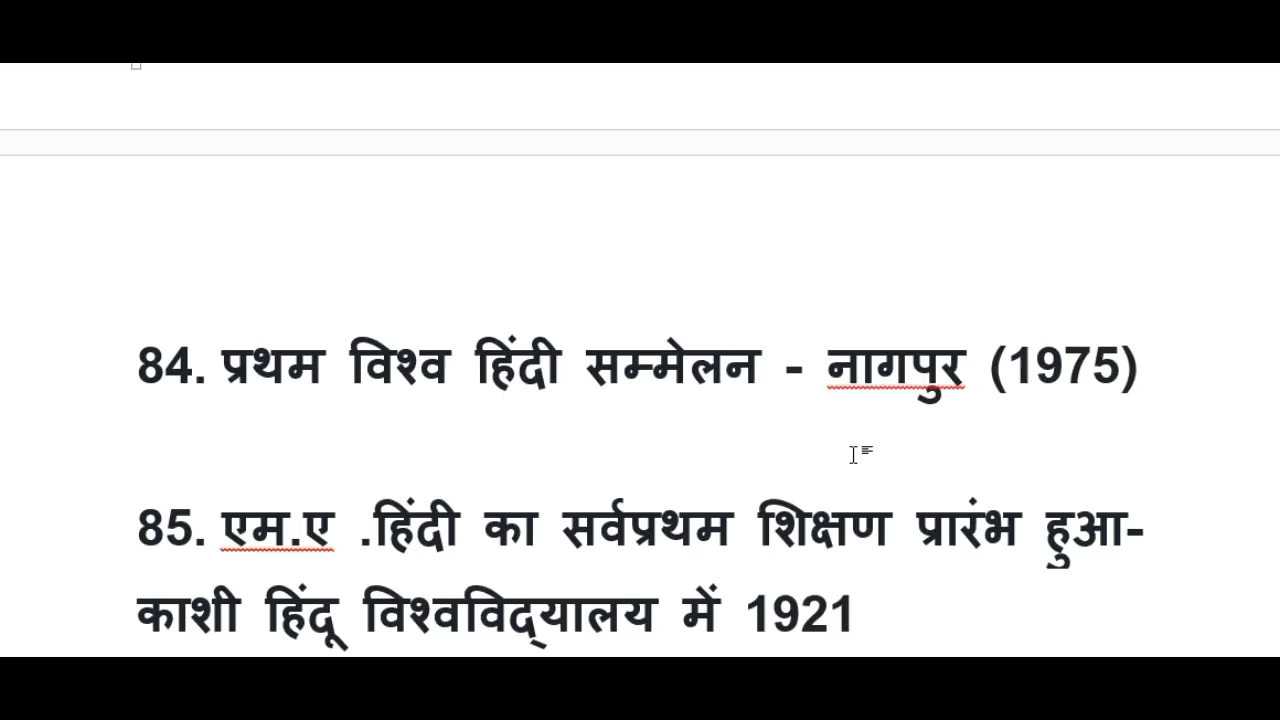 84. प्रथम विश्व हिंदी सम्मेलन - नागपुर (1975)
85. एम.ए .हिंदी का सर्वप्रथम शिक्षण प्रारंभ हुआ-
काशी हिंदू विश्वविद्‌यालय में 1921